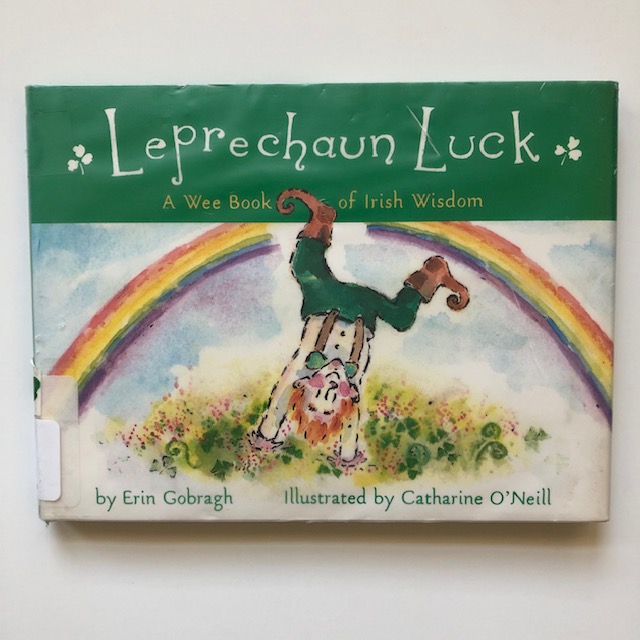 Leprechaun Luck
A Wee Book of Irish Wisdom
by Erin Gobragh Illustrated by Catharine O'Neill